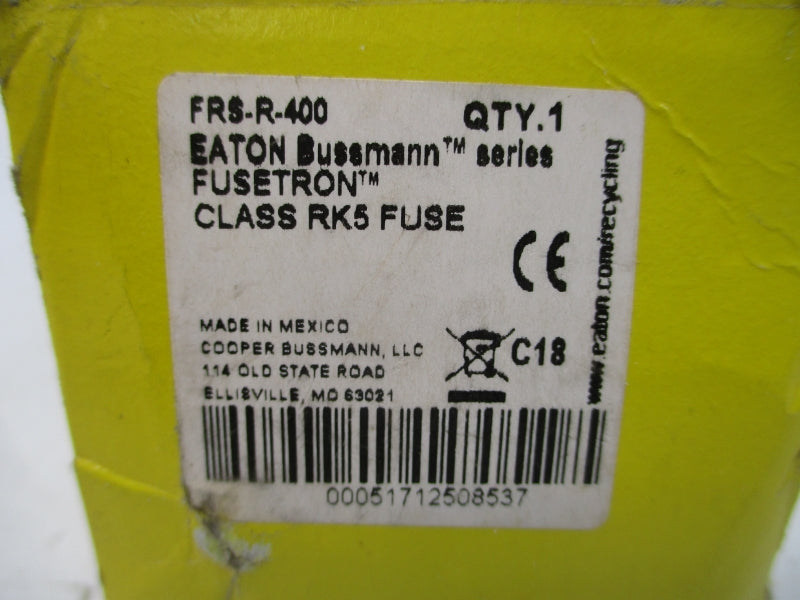 FRS-R-400 QTY.1
EATON Bussmann™ series
FUSETRON™
CLASS RK5 FUSE
CE
www.eaton.com/recycling
MADE IN MEXICO
COOPER BUSSMANN, LLC
114 OLD STATE ROAD
ELLISVILLE, MO 63021
C18
00051712508537